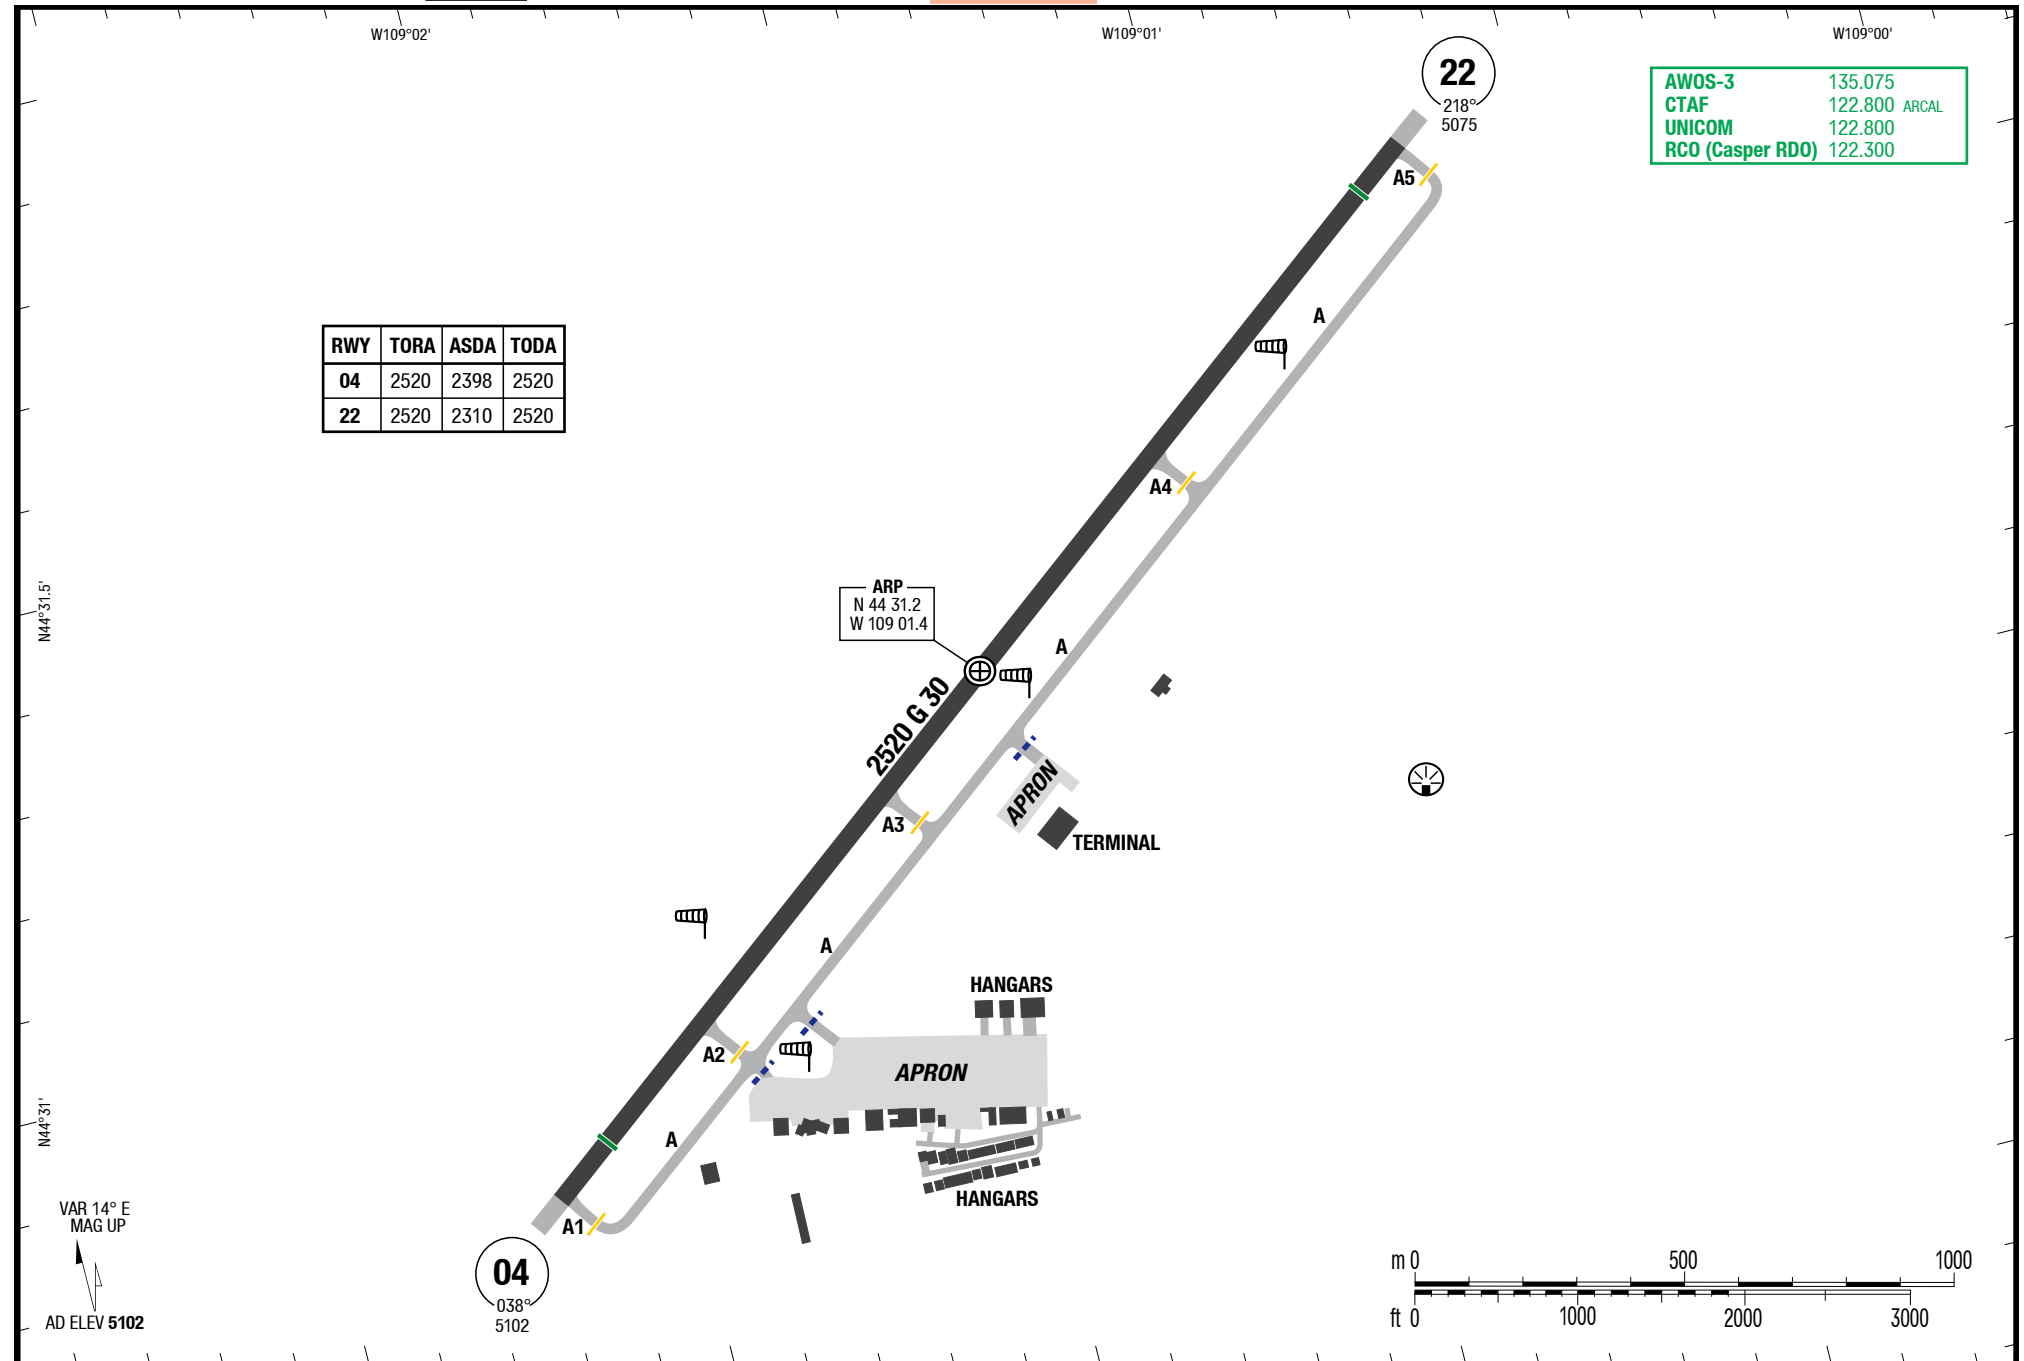 W109°02'
W109°01'
W109°00'
22
218°
5075
AWOS-3 135.075
CTAF 122.800 ARCAL
UNICOM 122.800
RCO (Casper RDO) 122.300
A5
A
RWY TORA ASDA TODA
04 2520 2398 2520
22 2520 2310 2520
A4
ARP
N 44 31.2
W 109 01.4
N44°31.5'
A
2520 G 30
APRON
A3
TERMINAL
A
HANGARS
A2
APRON
N44°31'
A
HANGARS
VAR 14° E
MAG UP
A1
04
038°
5102
AD ELEV 5102
m 0 500 1000
ft 0 1000 2000 3000